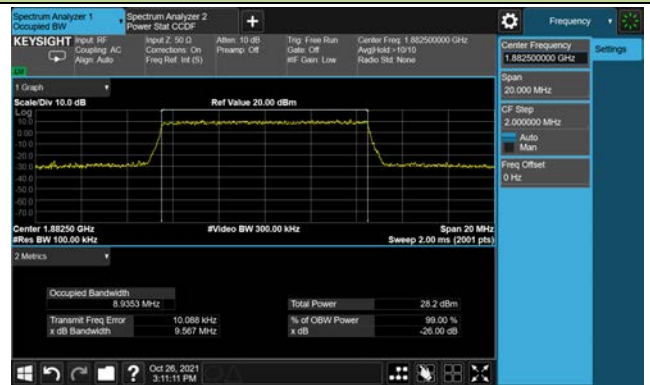 Spectrum Analyzer 1
Occupied BW
Spectrum Analyzer 2
Power Stat CCDF
+
Frequency
KEYSIGHT
Input: RF
Coupling: AC
Align: Auto
Input Z: 50 Ω
Corrections: On
Freq Ref: Int (S)
Atten: 10 dB
Preamp: Off
Trig: Free Run
Gate: Off
#IF Gain: Low
Center Freq: 1.882500000 GHz
Avg|Hold:>10/10
Radio Std: None
Center Frequency
1.882500000 GHz
Settings
Span
20.000 MHz
CF Step
2.000000 MHz
Auto
Man
Freq Offset
0 Hz
1 Graph
Scale/Div 10.0 dB
Ref Value 20.00 dBm
Log
10.0
0.00
-10.0
-20.0
-30.0
-40.0
-50.0
-60.0
-70.0
Center 1.88250 GHz
#Res BW 100.00 kHz
#Video BW 300.00 kHz
Span 20 MHz
Sweep 2.00 ms (2001 pts)
2 Metrics
Occupied Bandwidth
8.9353 MHz
Total Power
28.2 dBm
Transmit Freq Error
10.088 kHz
% of OBW Power
99.00 %
x dB Bandwidth
9.567 MHz
x dB
-26.00 dB
?
Oct 26, 2021
3:11:11 PM